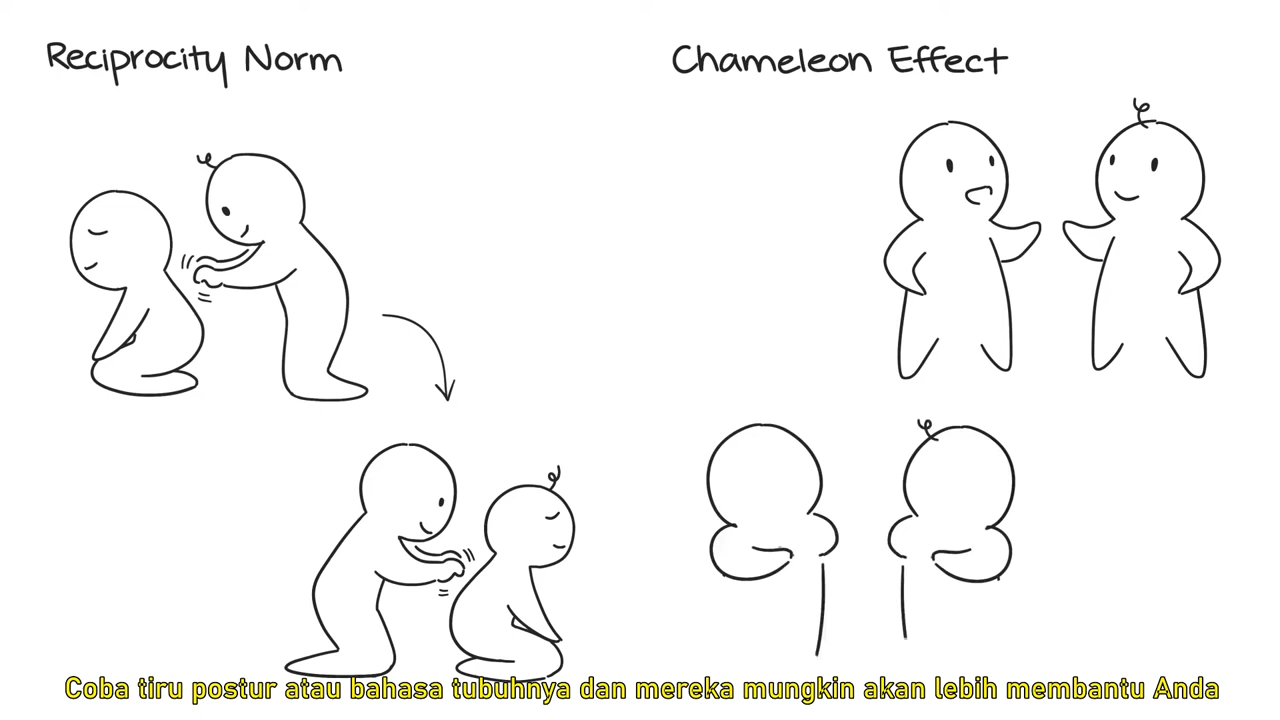 Reciprocity Norm
Chameleon Effect
Coba tiru postur atau bahasa tubuhnya dan mereka mungkin akan lebih membantu Anda